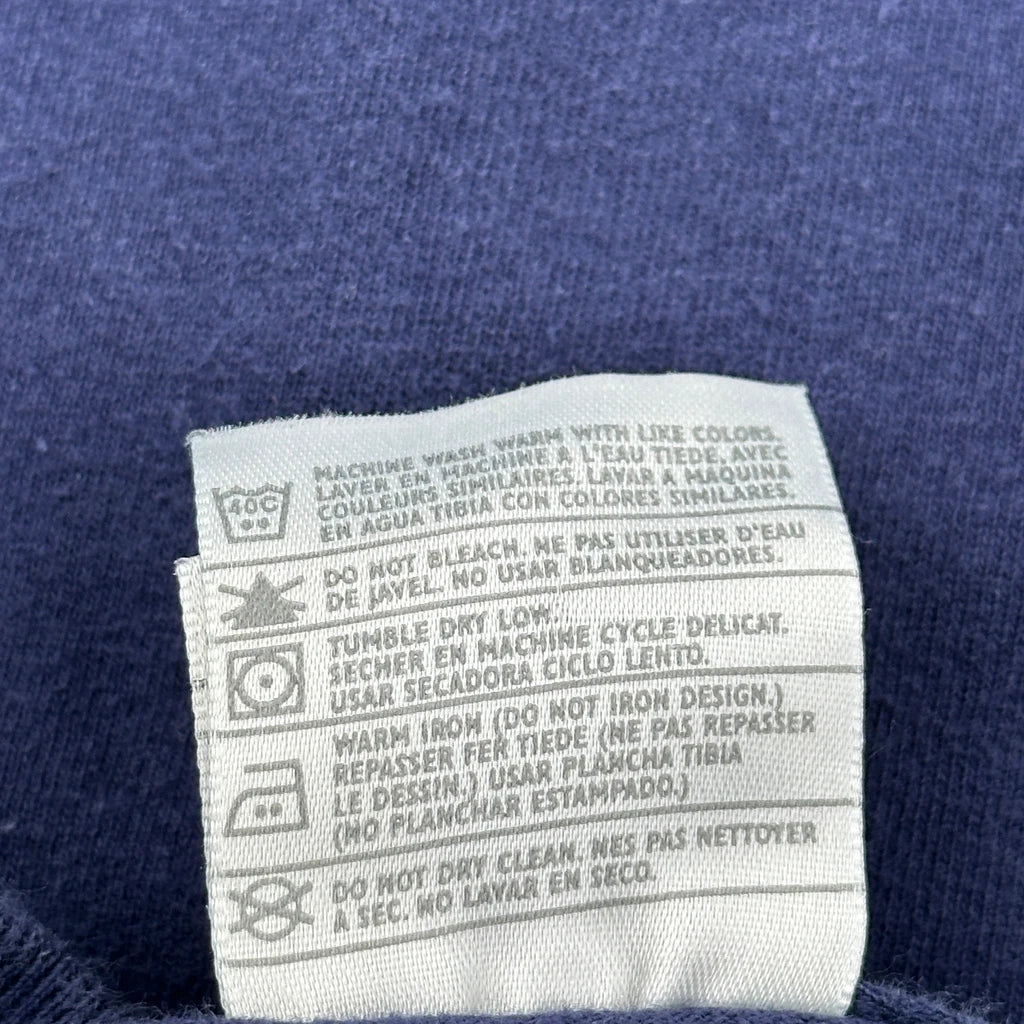 40C
MACHINE WASH WARM WITH LIKE COLORS.
LAVER EN MACHINE A L'EAU TIEDE, AVEC
COULEURS SIMILAIRES. LAVAR A MAQUINA
EN AGUA TIBIA CON COLORES SIMILARES.
DO NOT BLEACH. NE PAS UTILISER D'EAU
DE JAVEL. NO USAR BLANQUEADORES.
TUMBLE DRY LOW.
SECHER EN MACHINE CYCLE DELICAT.
USAR SECADORA CICLO LENTO.
WARM IRON (DO NOT IRON DESIGN.)
REPASSER FER TIEDE (NE PAS REPASSER
LE DESSIN.) USAR PLANCHA TIBIA
(NO PLANCHAR ESTAMPADO.)
DO NOT DRY CLEAN. NES PAS NETTOYER
A SEC. NO LAVAR EN SECO.